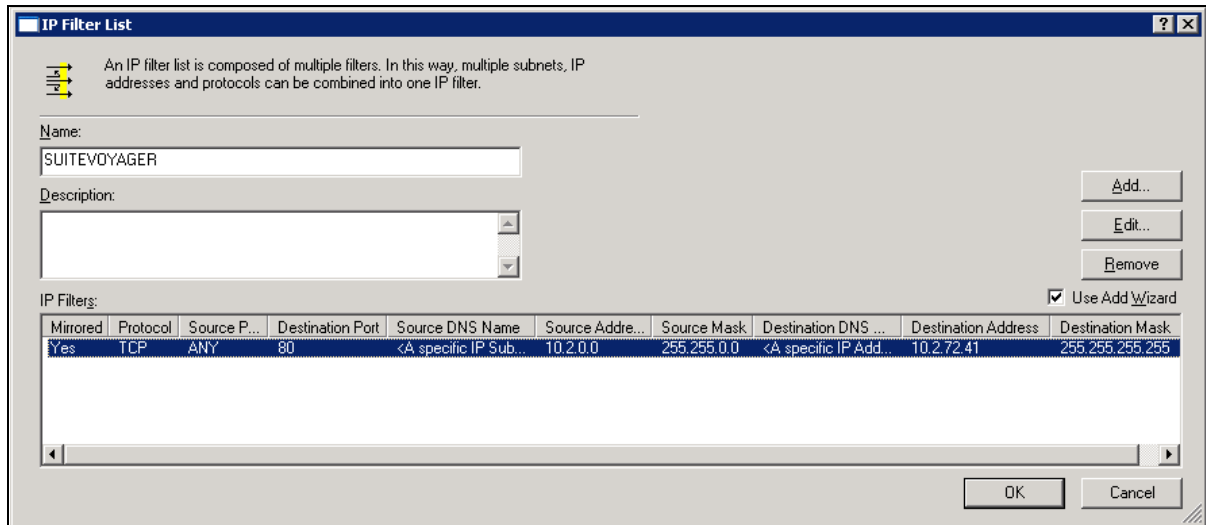 IP Filter List
An IP filter list is composed of multiple filters. In this way, multiple subnets, IP
addresses and protocols can be combined into one IP filter.
Name:
SUITEVOYAGER
Description:
Add...
Edit...
Remove
IP Filters:
Use Add Wizard
Mirrored Protocol Source P... Destination Port Source DNS Name Source Addre... Source Mask Destination DNS ... Destination Address Destination Mask
Yes TCP ANY 80 <A specific IP Sub... 10.2.0.0 255.255.0.0 <A specific IP Add... 10.2.72.41 255.255.255.255
OK Cancel